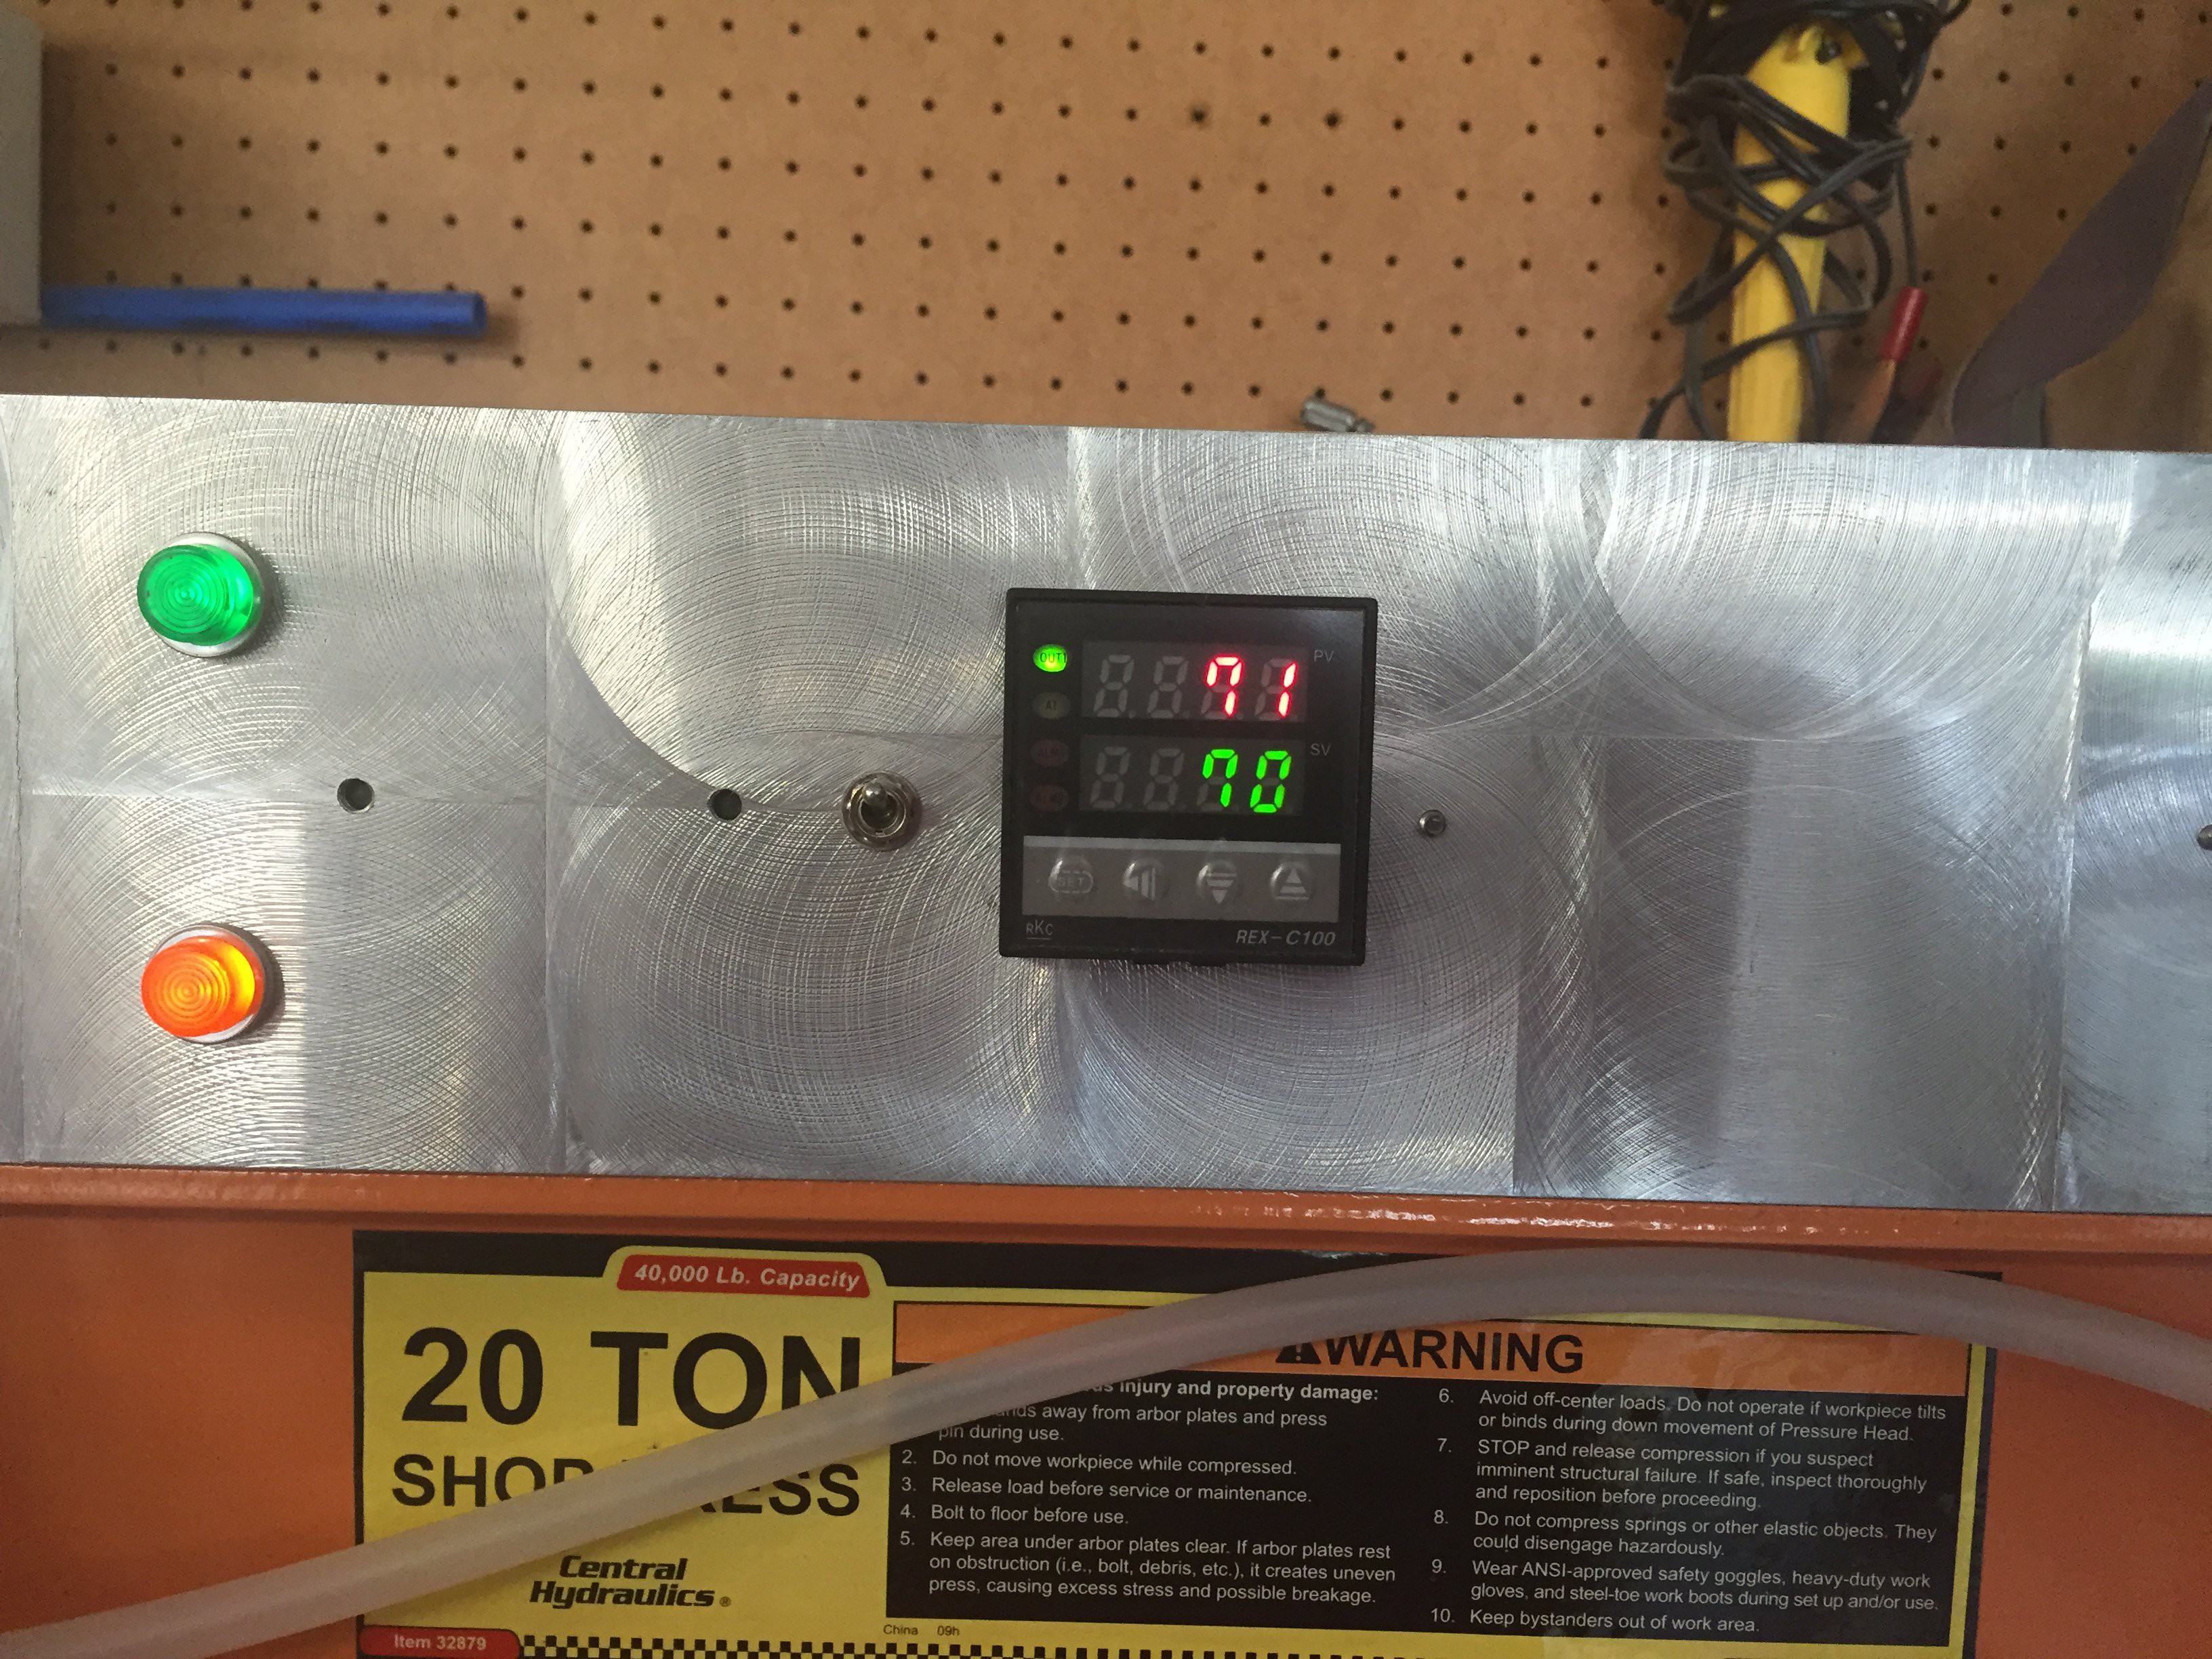 OUT1
71
PV
AT
70
SV
SET
RKC
REX-C100
40,000 Lb. Capacity
20 TON
SHOP PRESS
Central
Hydraulics®
Item 32879
WARNING
injury and property damage:
away from arbor plates and press
pin during use.
2. Do not move workpiece while compressed.
3. Release load before service or maintenance.
4. Bolt to floor before use.
5. Keep area under arbor plates clear. If arbor plates rest
on obstruction (i.e., bolt, debris, etc.), it creates uneven
press, causing excess stress and possible breakage.
6. Avoid off-center loads. Do not operate if workpiece tilts
or binds during down movement of Pressure Head.
7. STOP and release compression if you suspect
imminent structural failure. If safe, inspect thoroughly
and reposition before proceeding.
8. Do not compress springs or other elastic objects. They
could disengage hazardously.
9. Wear ANSI-approved safety goggles, heavy-duty work
gloves, and steel-toe work boots during set up and/or use.
10. Keep bystanders out of work area.
China 09h